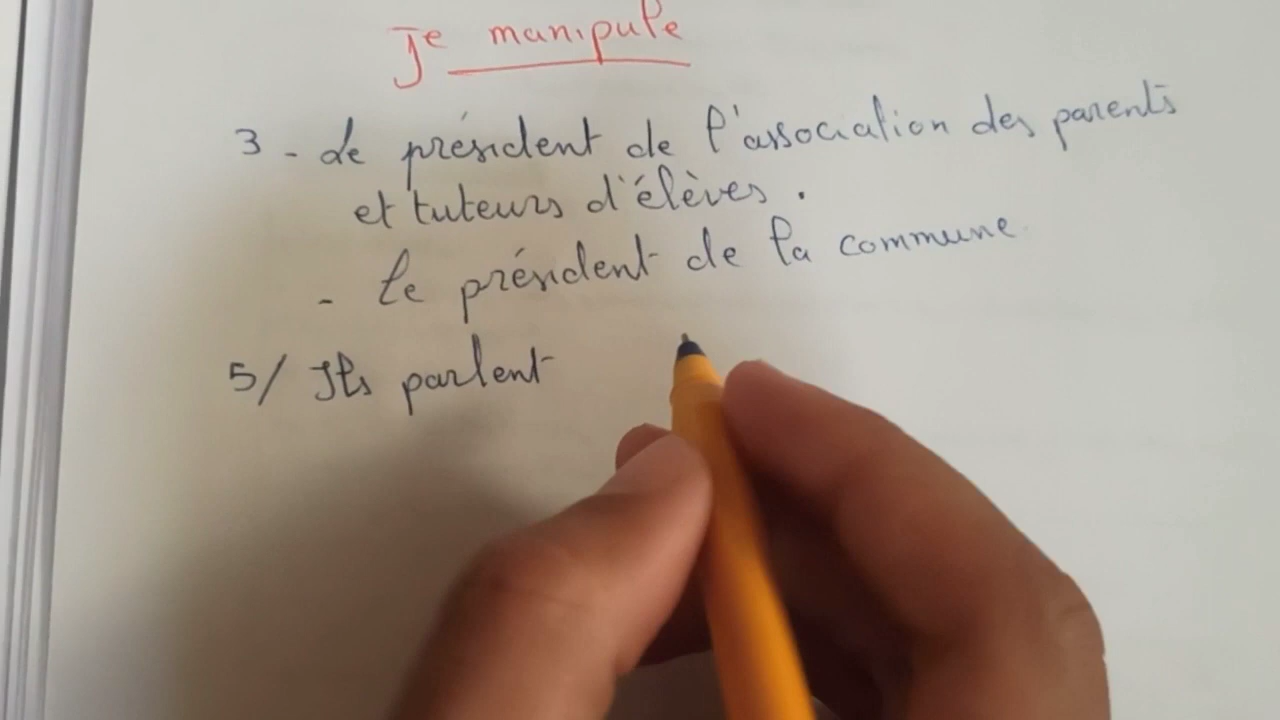 Je manipule
3 - Le président de l'association des parents
et tuteurs d'élèves.
- Le président de la commune
5/ Ils parlent